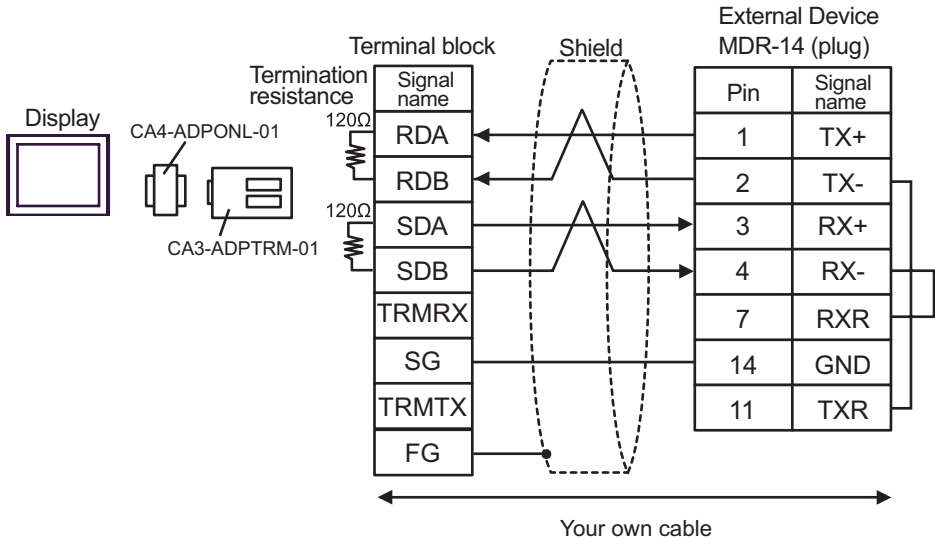 External Device
MDR-14 (plug)
Terminal block
Shield
Termination
resistance
Signal
name
Pin
Signal
name
Display
CA4-ADPONL-01
120Ω
RDA
1
TX+
RDB
2
TX-
120Ω
SDA
3
RX+
CA3-ADPTRM-01
SDB
4
RX-
TRMRX
7
RXR
SG
14
GND
TRMTX
11
TXR
FG
Your own cable